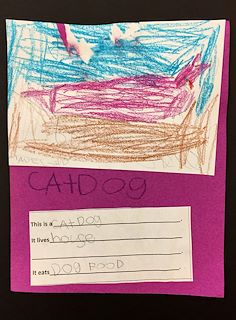 CAtDOg
This is a CAtDOg.
It lives house
It eats DOg FOOD.